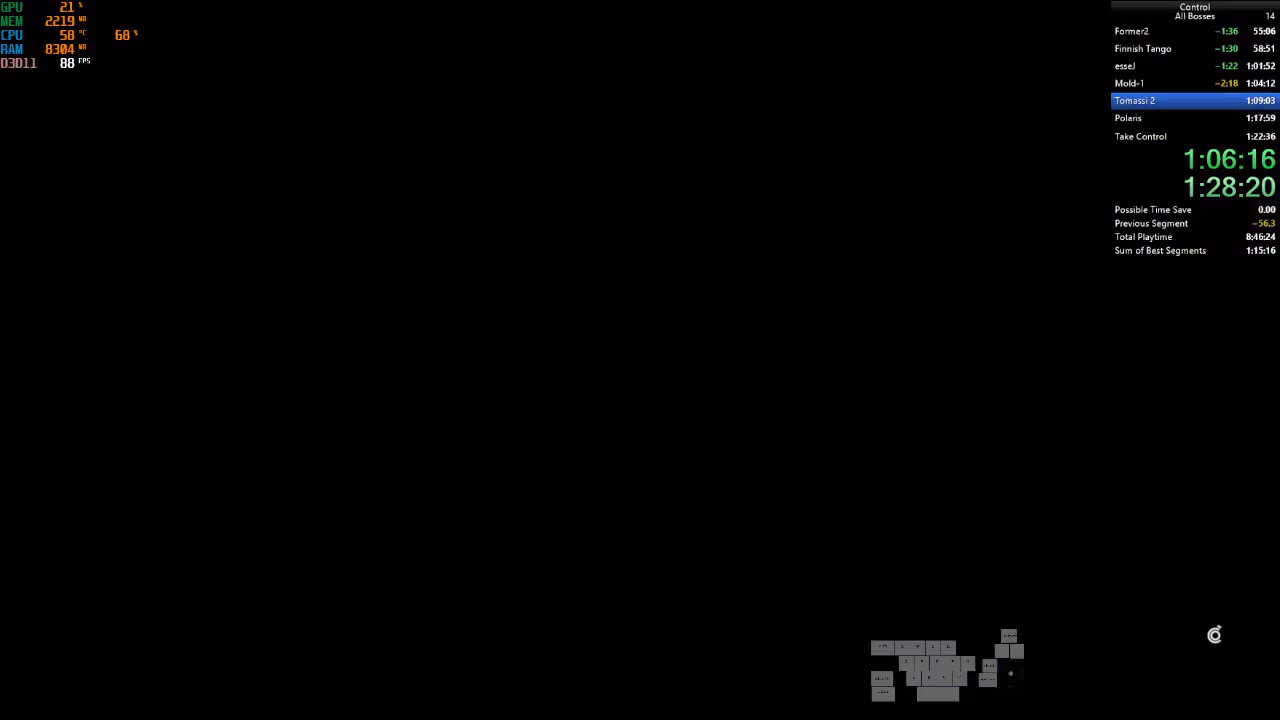 GPU 21 %
MEM 2219 MB
CPU 58 °C 68 %
RAM 8304 MB
D3D11 88 FPS
Control
All Bosses 14
Former2 -1:36 55:06
Finnish Tango -1:30 58:51
esseJ -1:22 1:01:52
Mold-1 -2:18 1:04:12
Tomassi 2 1:09:03
Polaris 1:17:59
Take Control 1:22:36
1:06:16
1:28:20
Possible Time Save 0.00
Previous Segment -56.3
Total Playtime 8:46:24
Sum of Best Segments 1:15:16